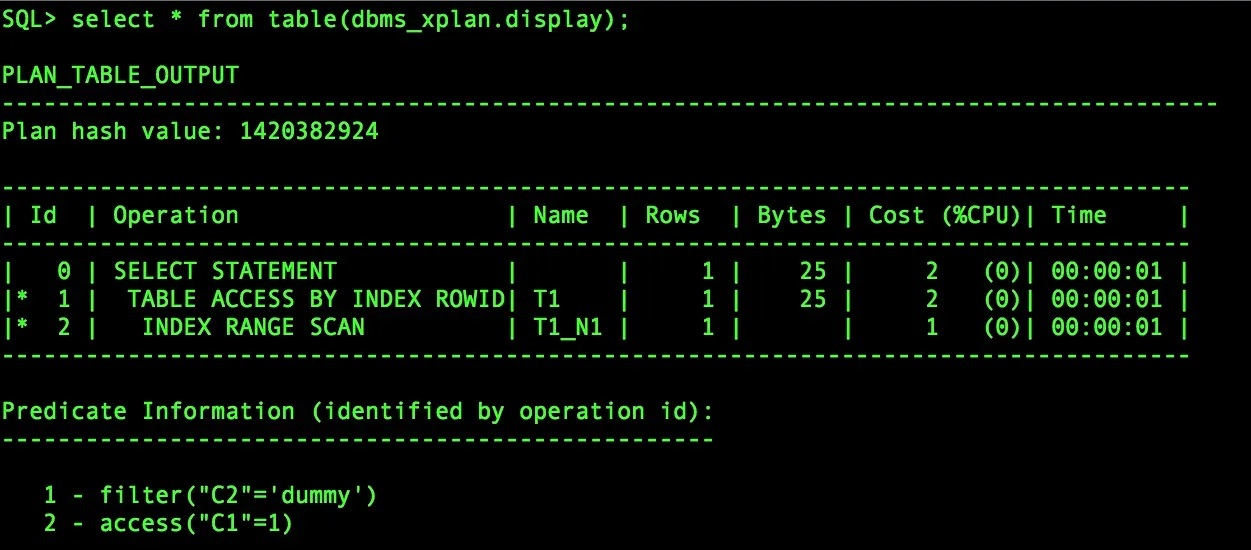 SQL> select * from table(dbms_xplan.display);
PLAN_TABLE_OUTPUT
--------------------------------------------------------------------------------------
Plan hash value: 1420382924
------------------------------------------------------------------------------------
| Id  | Operation                   | Name  | Rows  | Bytes | Cost (%CPU)| Time     |
------------------------------------------------------------------------------------
|   0 | SELECT STATEMENT            |       |     1 |    25 |     2   (0)| 00:00:01 |
|*  1 |  TABLE ACCESS BY INDEX ROWID| T1    |     1 |    25 |     2   (0)| 00:00:01 |
|*  2 |   INDEX RANGE SCAN          | T1_N1 |     1 |       |     1   (0)| 00:00:01 |
------------------------------------------------------------------------------------
Predicate Information (identified by operation id):
---------------------------------------------------
   1 - filter("C2"='dummy')
   2 - access("C1"=1)